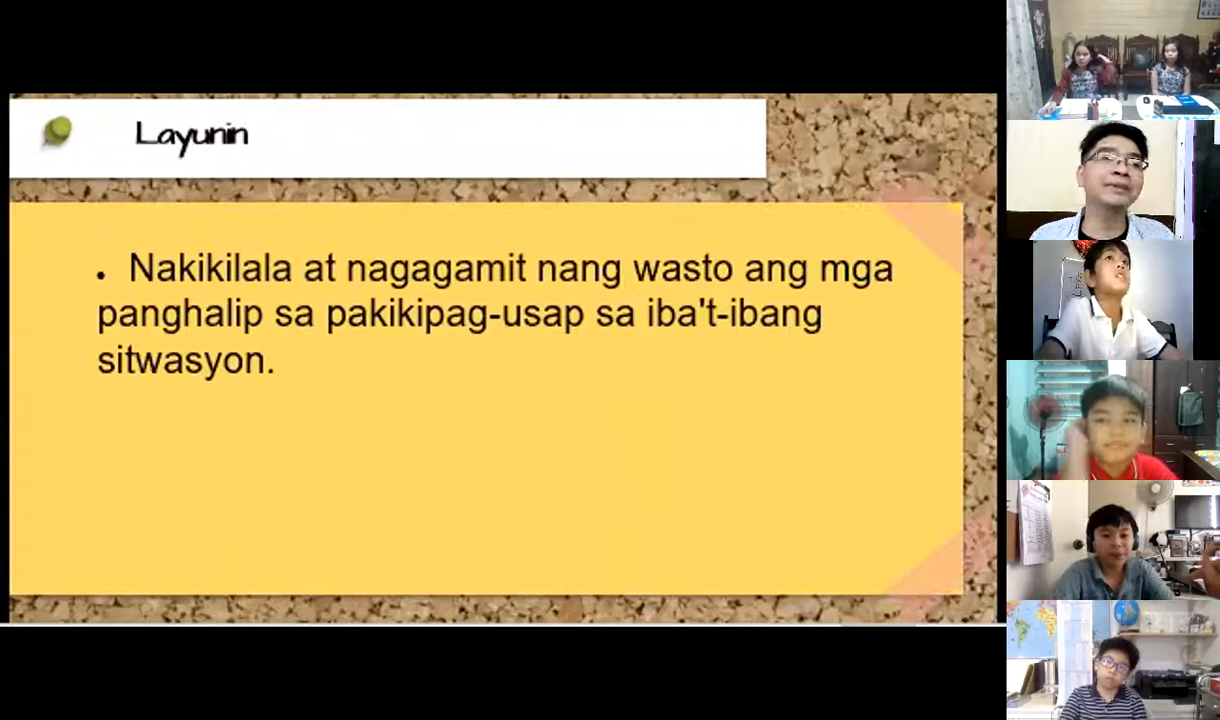 Layunin
• Nakikilala at nagagamit nang wasto ang mga
panghalip sa pakikipag-usap sa iba't-ibang
sitwasyon.